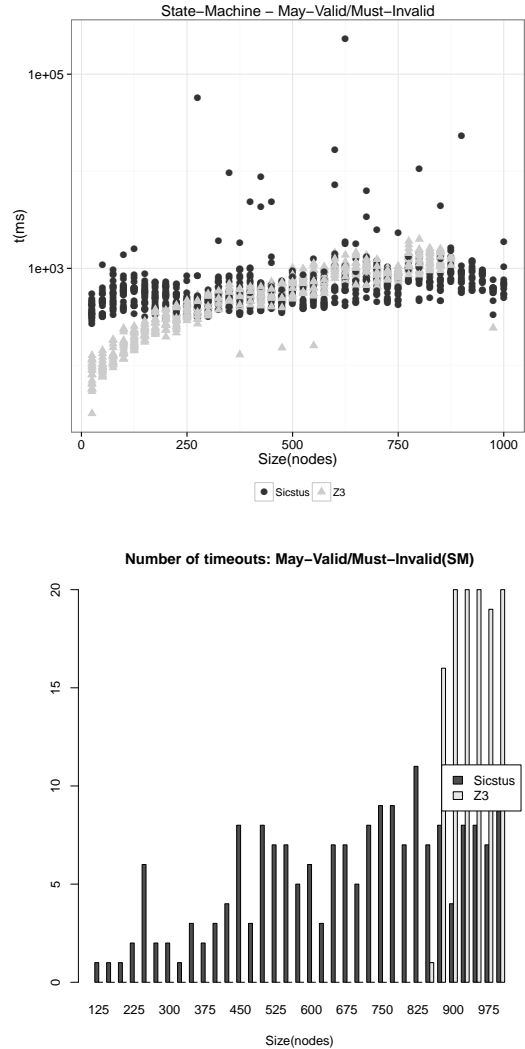 State−Machine − May−Valid/Must−Invalid
1e+05
1e+03
t(ms)
0 250 500 750 1000
Size(nodes)
Sicstus Z3
Number of timeouts: May−Valid/Must−Invalid(SM)
20
15
10
5
0
Sicstus
Z3
125 225 300 375 450 525 600 675 750 825 900 975
Size(nodes)